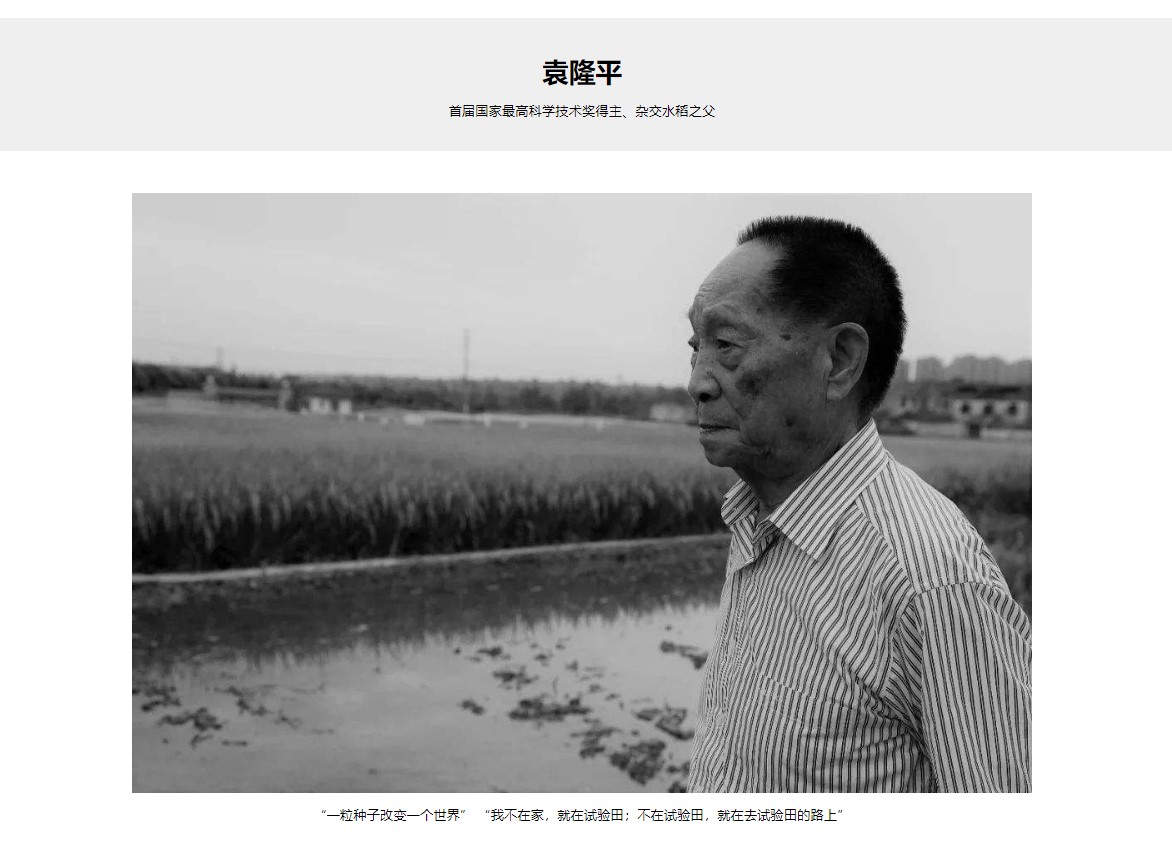 袁隆平
首届国家最高科学技术奖得主、杂交水稻之父
“一粒种子改变一个世界” “我不在家，就在试验田；不在试验田，就在去试验田的路上”